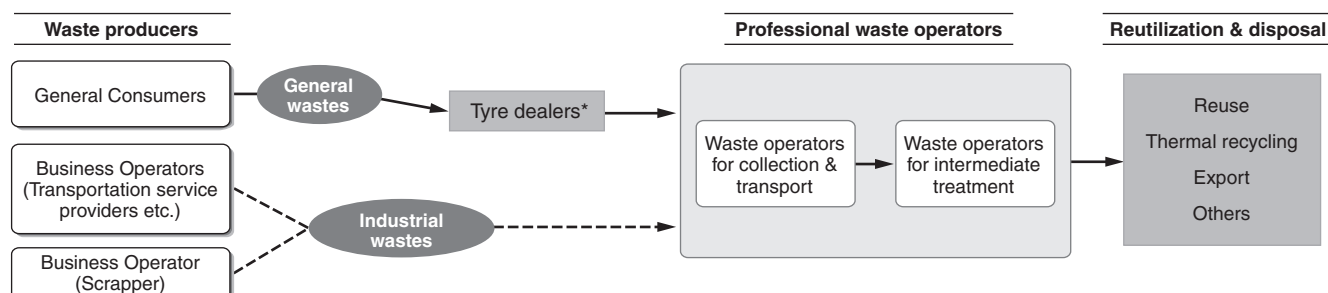 Waste producers
Professional waste operators
Reutilization & disposal
General Consumers
General
wastes
Tyre dealers*
Business Operators
(Transportation service
providers etc.)
Industrial
wastes
Business Operator
(Scrapper)
Waste operators
for collection &
transport
Waste operators
for intermediate
treatment
Reuse
Thermal recycling
Export
Others